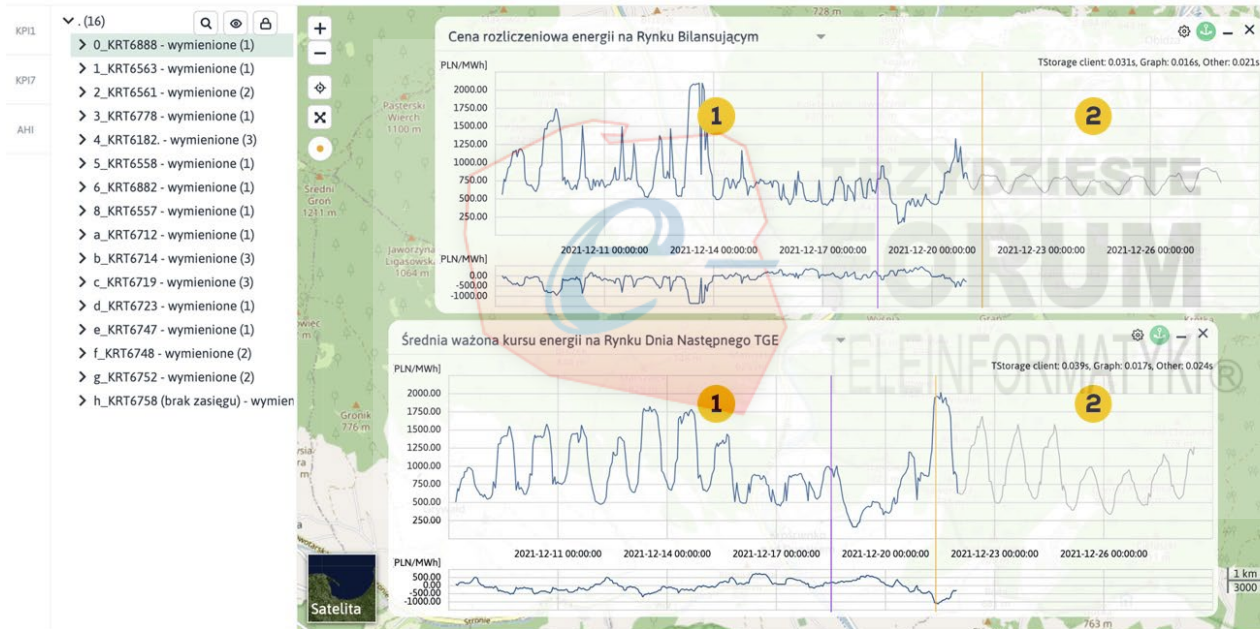 KPI1
KPI7
AHI
. (16)
0_KRT6888 - wymienione (1)
1_KRT6563 - wymienione (1)
2_KRT6561 - wymienione (2)
3_KRT6778 - wymienione (1)
4_KRT6182. - wymienione (3)
5_KRT6558 - wymienione (1)
6_KRT6882 - wymienione (1)
8_KRT6557 - wymienione (1)
a_KRT6712 - wymienione (1)
b_KRT6714 - wymienione (3)
c_KRT6719 - wymienione (3)
d_KRT6723 - wymienione (1)
e_KRT6747 - wymienione (1)
f_KRT6748 - wymienione (2)
g_KRT6752 - wymienione (2)
h_KRT6758 (brak zasięgu) - wymien
+
−
Pasterski
Wierch
1100 m
Średni
Groń
1211 m
Jaworzyna
Ligasowska
1064 m
Gronik
776 m
728 m
Cena rozliczeniowa energii na Rynku Bilansującym
PLN/MWh]
TStorage client: 0.031s, Graph: 0.016s, Other: 0.021s
2000.00
1750.00
1500.00
1250.00
1000.00
750.00
500.00
250.00
1
2
2021-12-11 00:00:00 2021-12-14 00:00:00 2021-12-17 00:00:00 2021-12-20 00:00:00 2021-12-23 00:00:00 2021-12-26 00:00:00
PLN/MWh]
0.00
-500.00
-1000.00
TRZYDZIESTE
FORUM
TELEINFORMATYKI®
e-
Średnia ważona kursu energii na Rynku Dnia Następnego TGE
PLN/MWh]
TStorage client: 0.039s, Graph: 0.017s, Other: 0.024s
2000.00
1750.00
1500.00
1250.00
1000.00
750.00
500.00
250.00
1
2
2021-12-11 00:00:00 2021-12-14 00:00:00 2021-12-17 00:00:00 2021-12-20 00:00:00 2021-12-23 00:00:00 2021-12-26 00:00:00
PLN/MWh]
500.00
0.00
-500.00
-1000.00
Satelita
1 km
3000
763 m